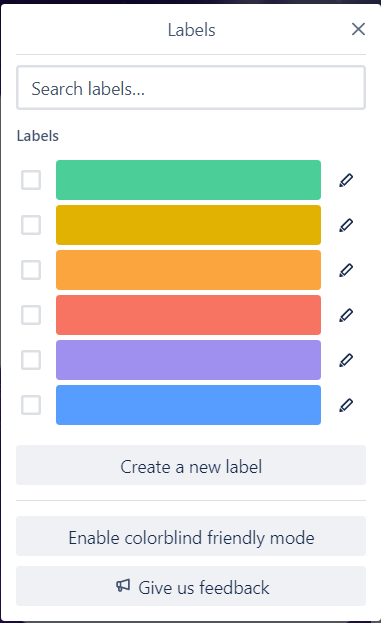 Labels
Search labels...
Labels
Create a new label
Enable colorblind friendly mode
Give us feedback